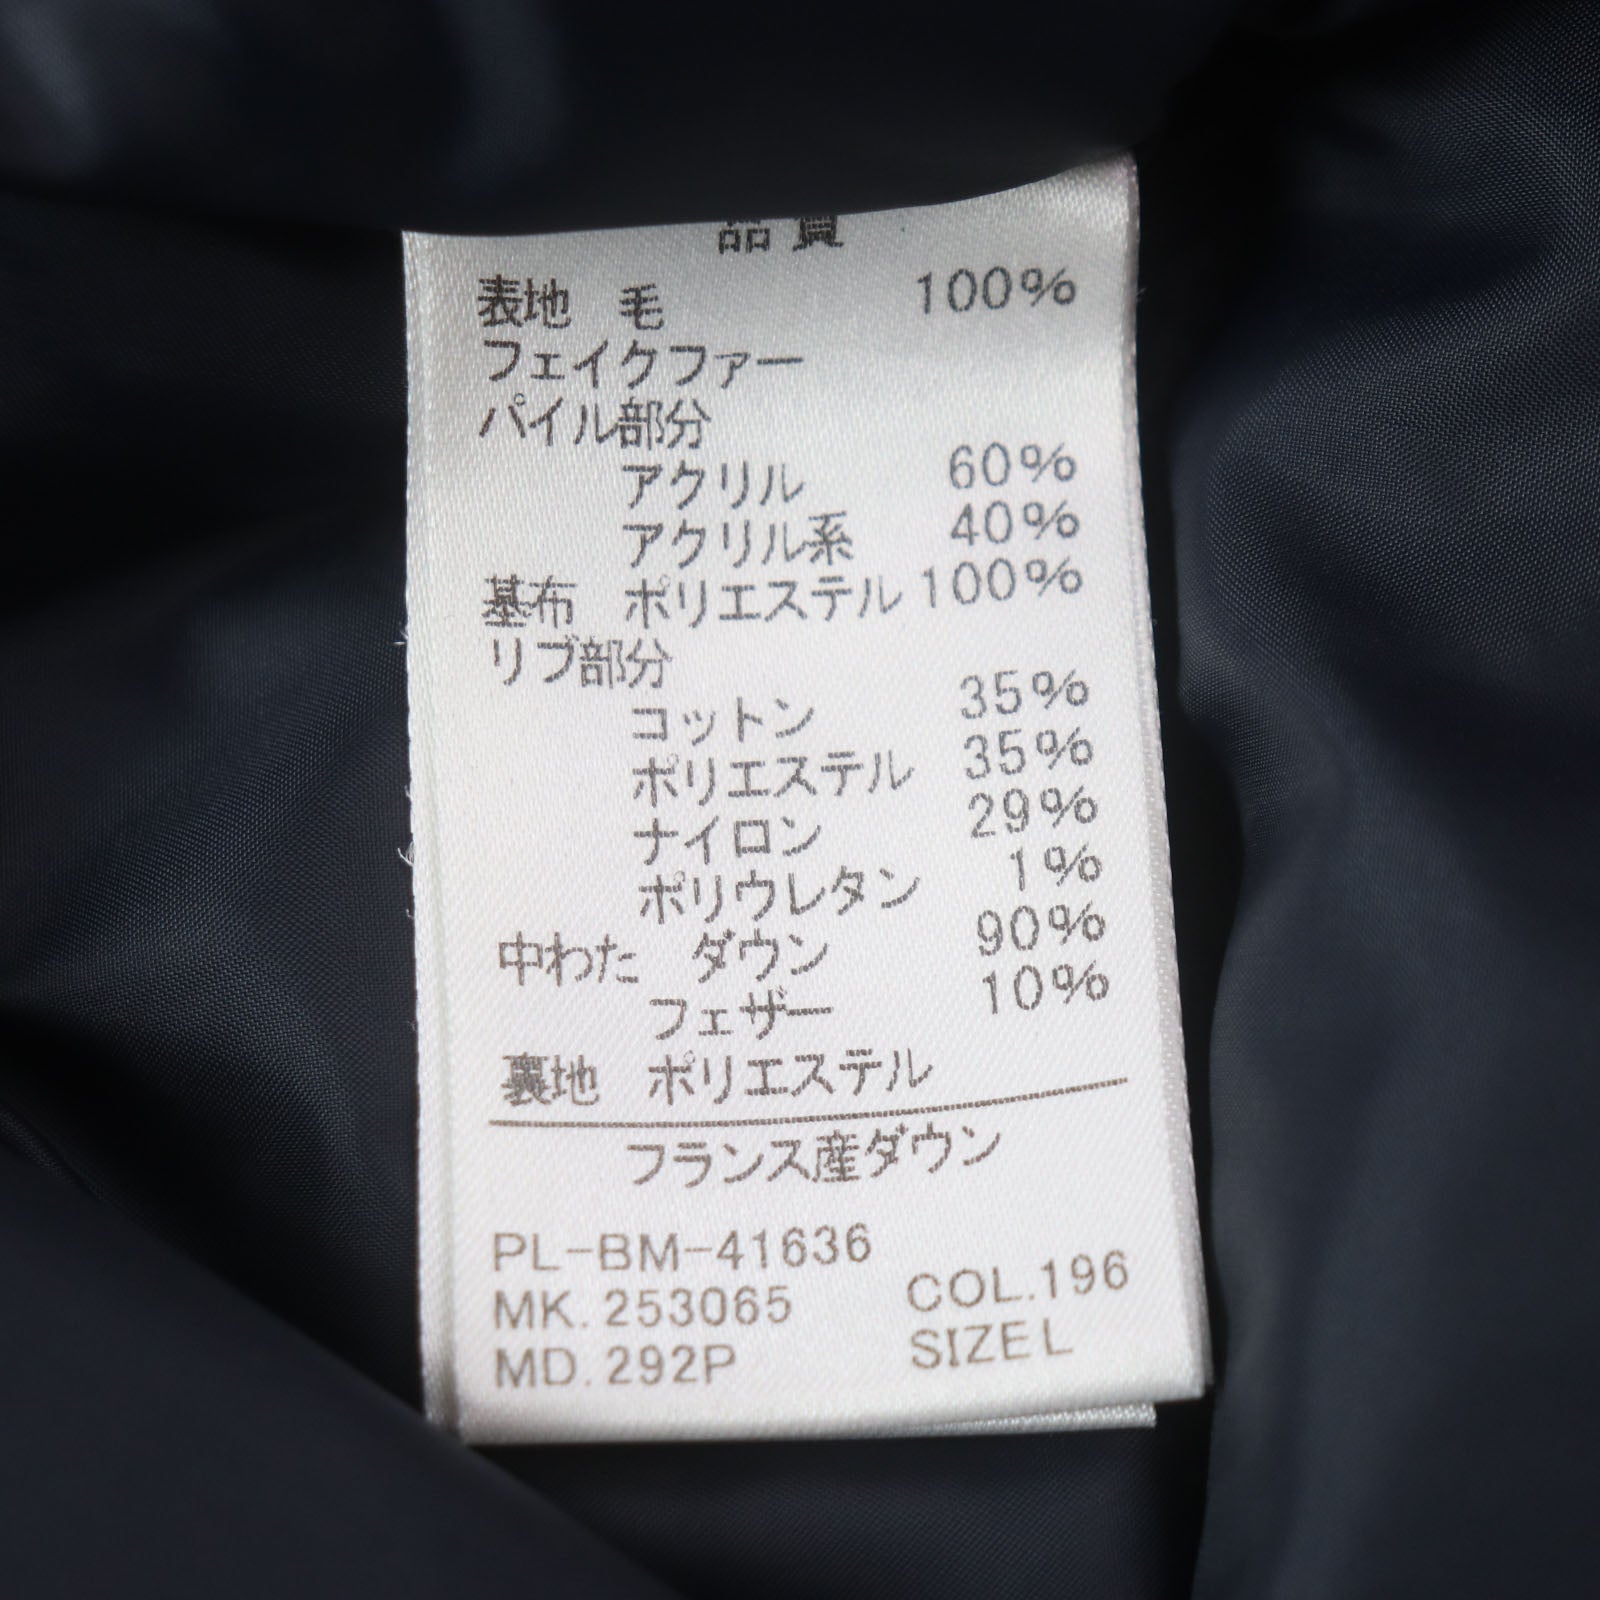 品質
表地 毛 100%
フェイクファー
パイル部分
アクリル 60%
アクリル系 40%
基布 ポリエステル 100%
リブ部分
コットン 35%
ポリエステル 35%
ナイロン 29%
ポリウレタン 1%
中わた ダウン 90%
フェザー 10%
裏地 ポリエステル
フランス産ダウン
PL-BM-41636
MK.253065 COL.196
MD.292P SIZE L